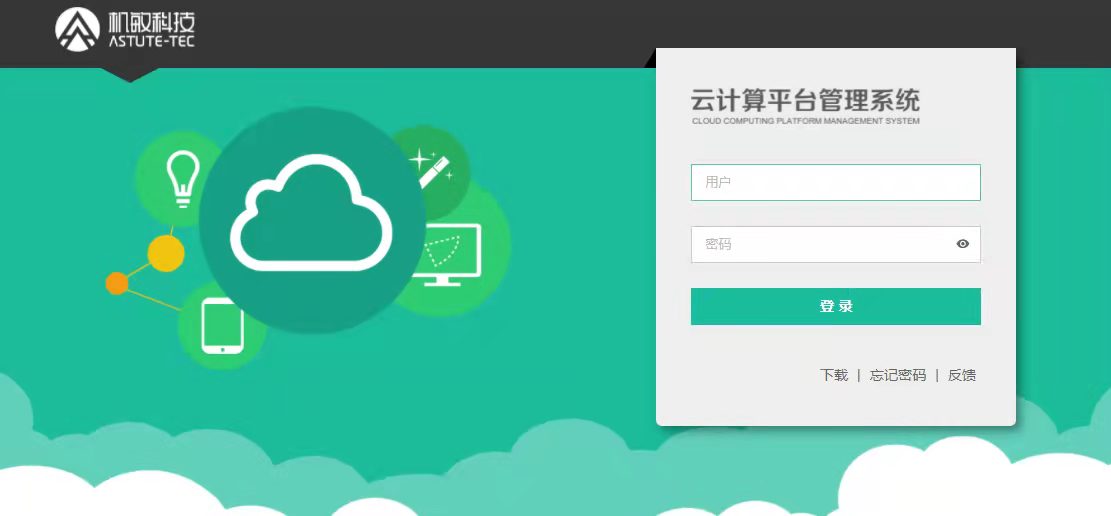 机敏科技
ASTUTE-TEC
云计算平台管理系统
CLOUD COMPUTING PLATFORM MANAGEMENT SYSTEM
用户
密码
登 录
下载 | 忘记密码 | 反馈